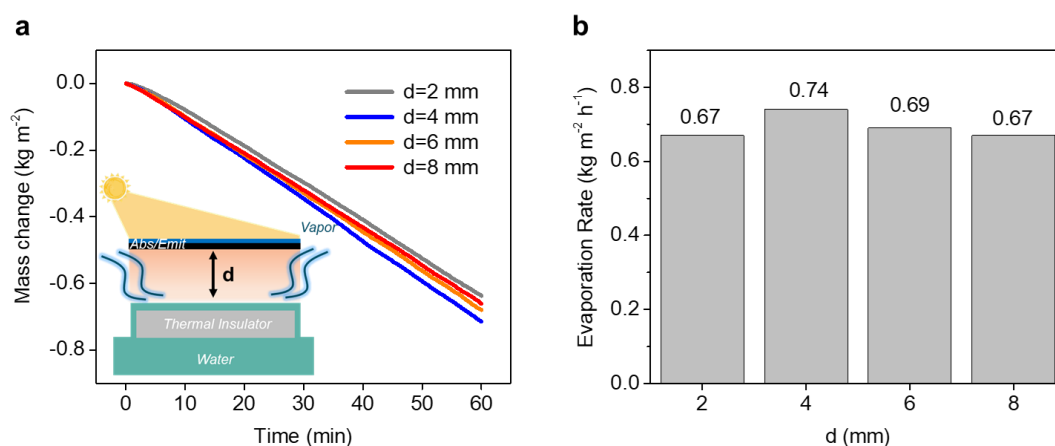 a
Mass change (kg m⁻²)
0.0
-0.2
-0.4
-0.6
-0.8
d=2 mm
d=4 mm
d=6 mm
d=8 mm
Vapor
Abs/Emit
d
Thermal Insulator
Water
0 10 20 30 40 50 60
Time (min)
b
Evaporation Rate (kg m⁻² h⁻¹)
0.8
0.6
0.4
0.2
0.0
0.67 0.74 0.69 0.67
2 4 6 8
d (mm)